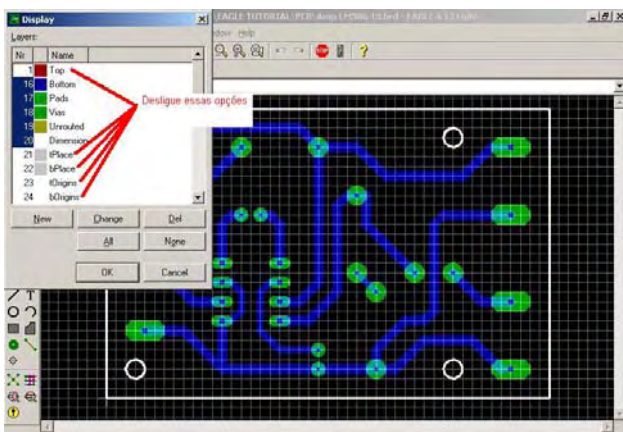 Display
Layers:
Nr Name
1 Top
16 Bottom
17 Pads
18 Vias
19 Unrouted
20 Dimension
21 tPlace
22 bPlace
23 tOrigins
24 bOrigins
Desligue essas opções
New Change Del
All None
OK Cancel
EAGLE TUTORIAL
Help
STOP
?
T